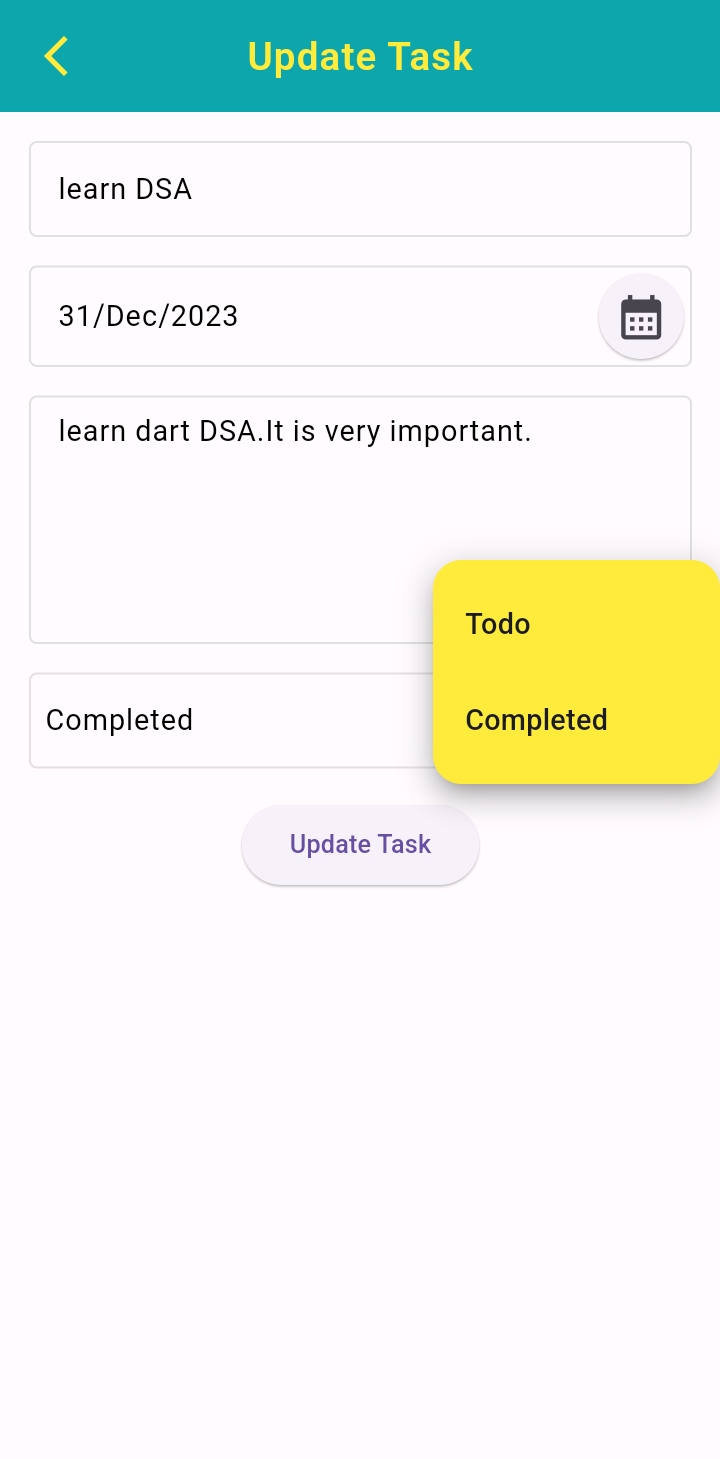 Update Task
learn DSA
31/Dec/2023
learn dart DSA.It is very important.
Todo
Completed
Completed
Update Task